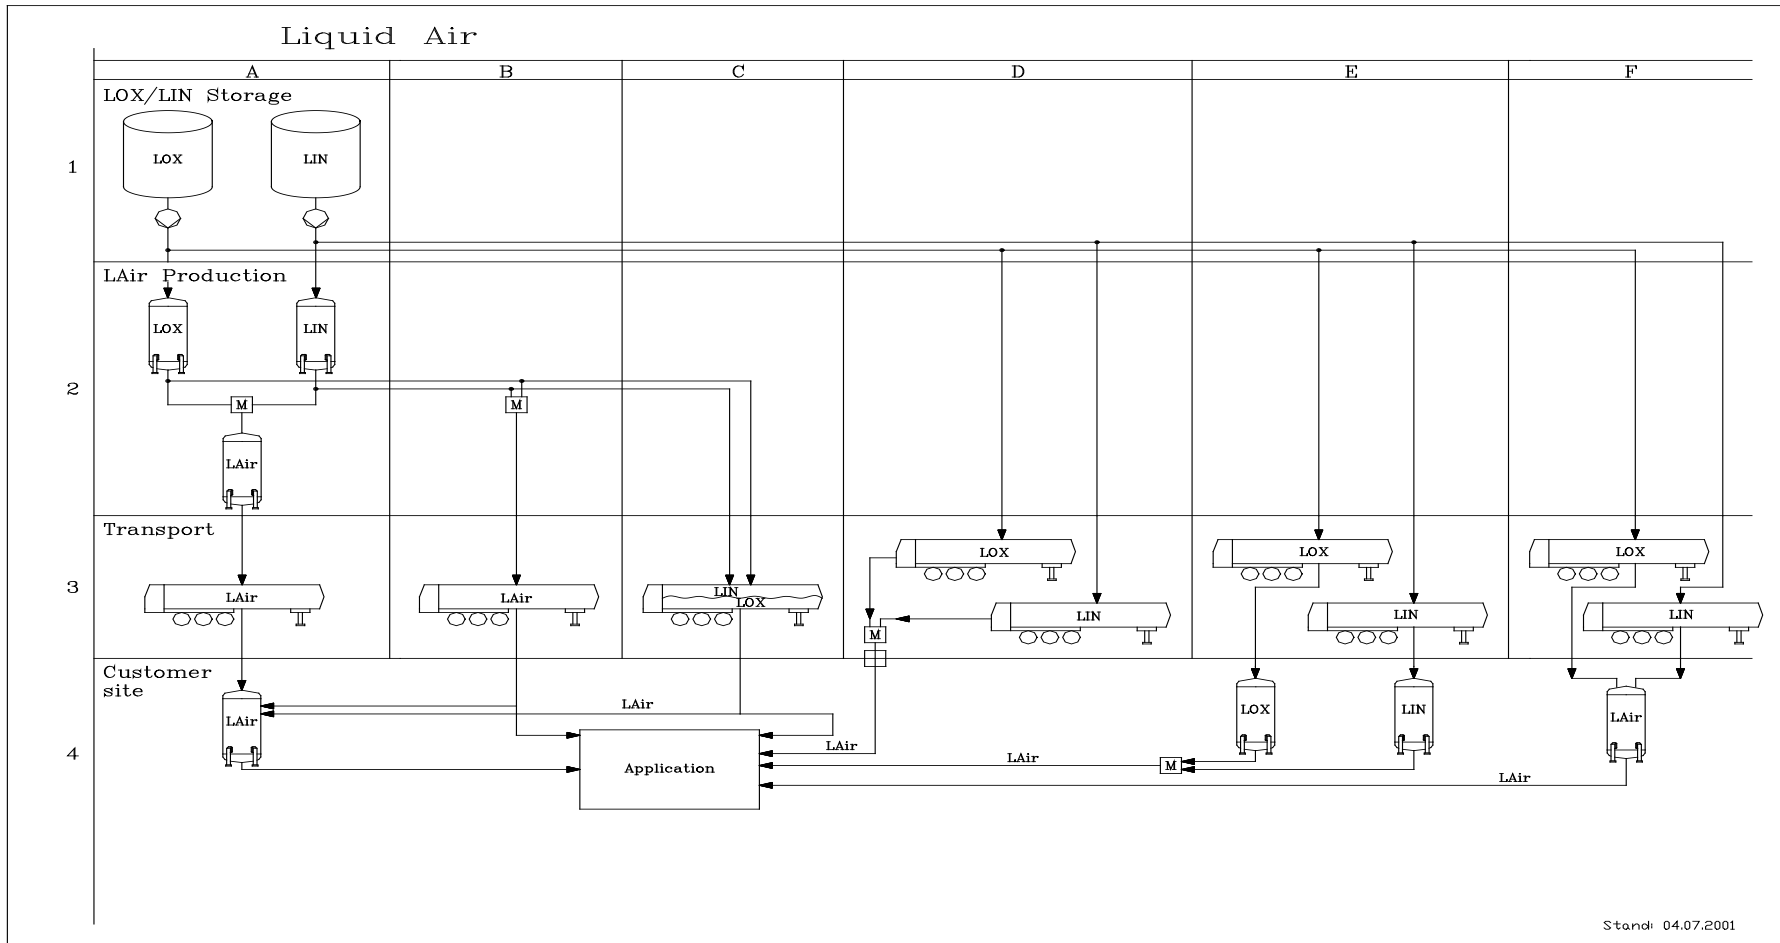 Liquid Air
A B C D E F
LOX/LIN Storage
1
LOX LIN
LAir Production
LOX LIN
2
M M
LAir
Transport
LOX LOX LOX
3
LAir LAir LIN
LOX
LIN LIN LIN
M
Customer
site
LAir
LAir LOX LIN LAir
LAir
4
Application
LAir
M
LAir
Stand: 04.07.2001